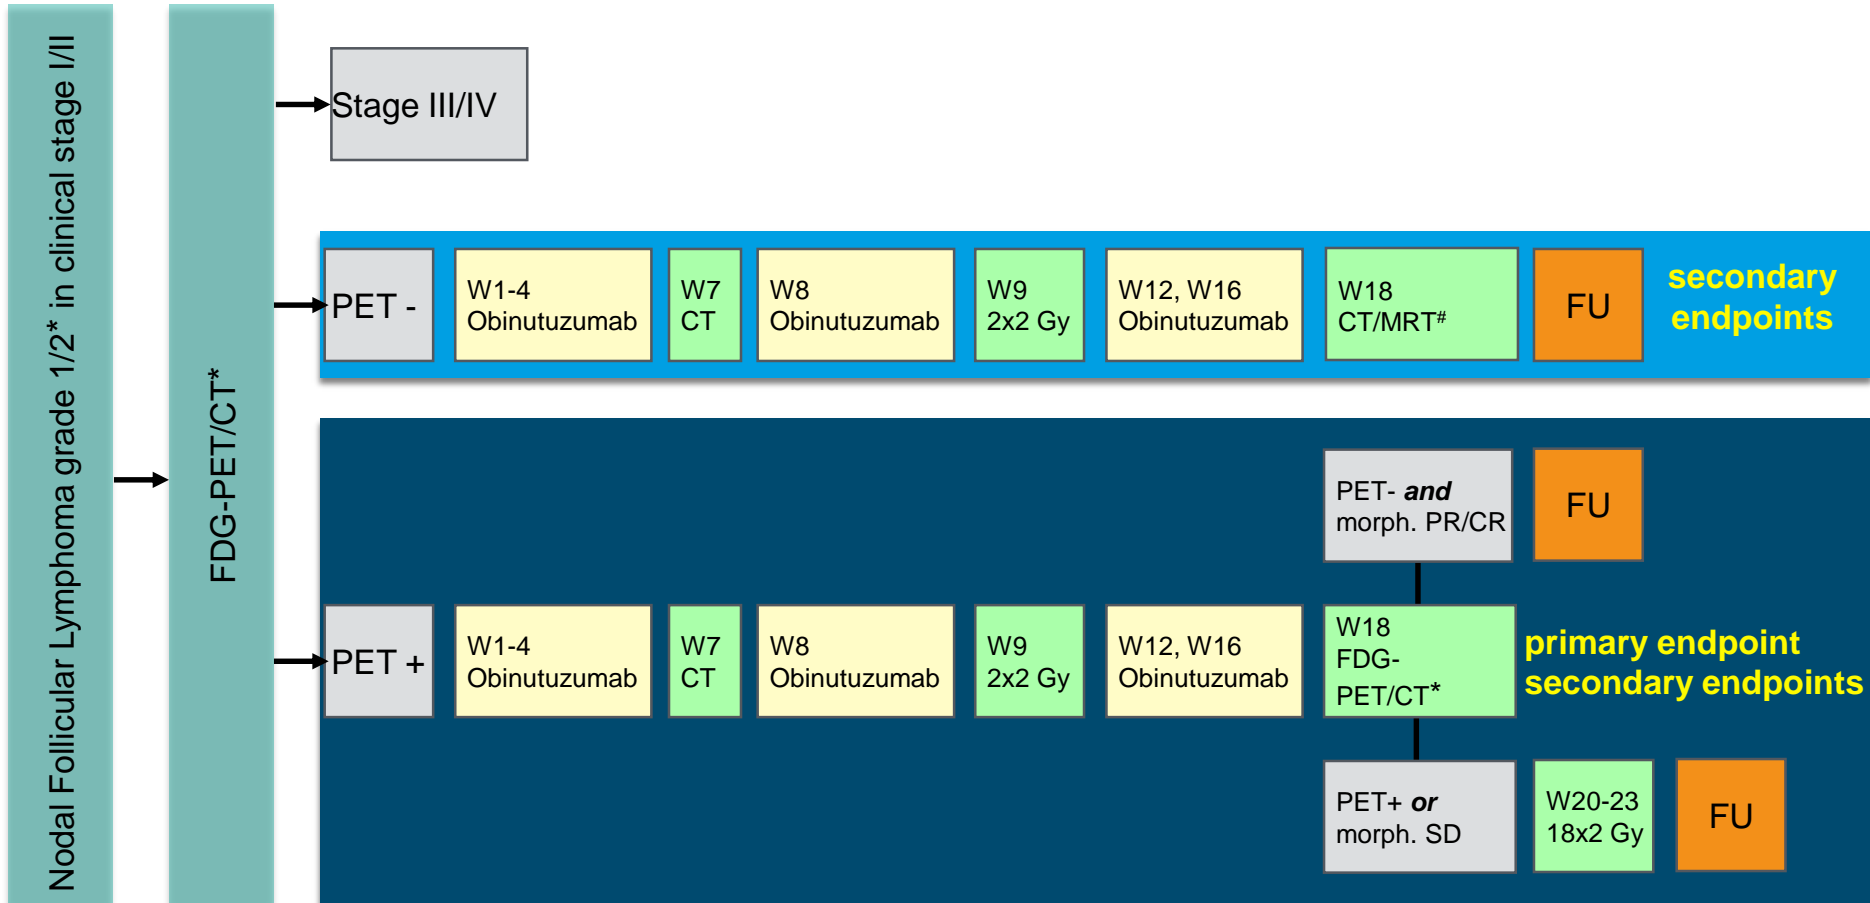 Nodal Follicular Lymphoma grade 1/2* in clinical stage I/II
FDG-PET/CT*
Stage III/IV
PET -
W1-4
Obinutuzumab
W7
CT
W8
Obinutuzumab
W9
2x2 Gy
W12, W16
Obinutuzumab
W18
CT/MRT#
FU
secondary
endpoints
PET- and
morph. PR/CR
FU
PET +
W1-4
Obinutuzumab
W7
CT
W8
Obinutuzumab
W9
2x2 Gy
W12, W16
Obinutuzumab
W18
FDG-
PET/CT*
primary endpoint
secondary endpoints
PET+ or
morph. SD
W20-23
18x2 Gy
FU